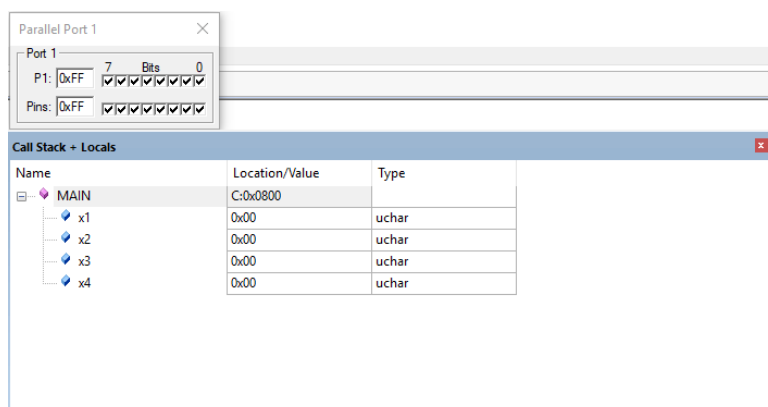 Parallel Port 1
Port 1
7 Bits 0
P1: 0xFF
Pins: 0xFF
Call Stack + Locals
Name Location/Value Type
MAIN C:0x0800
x1 0x00 uchar
x2 0x00 uchar
x3 0x00 uchar
x4 0x00 uchar